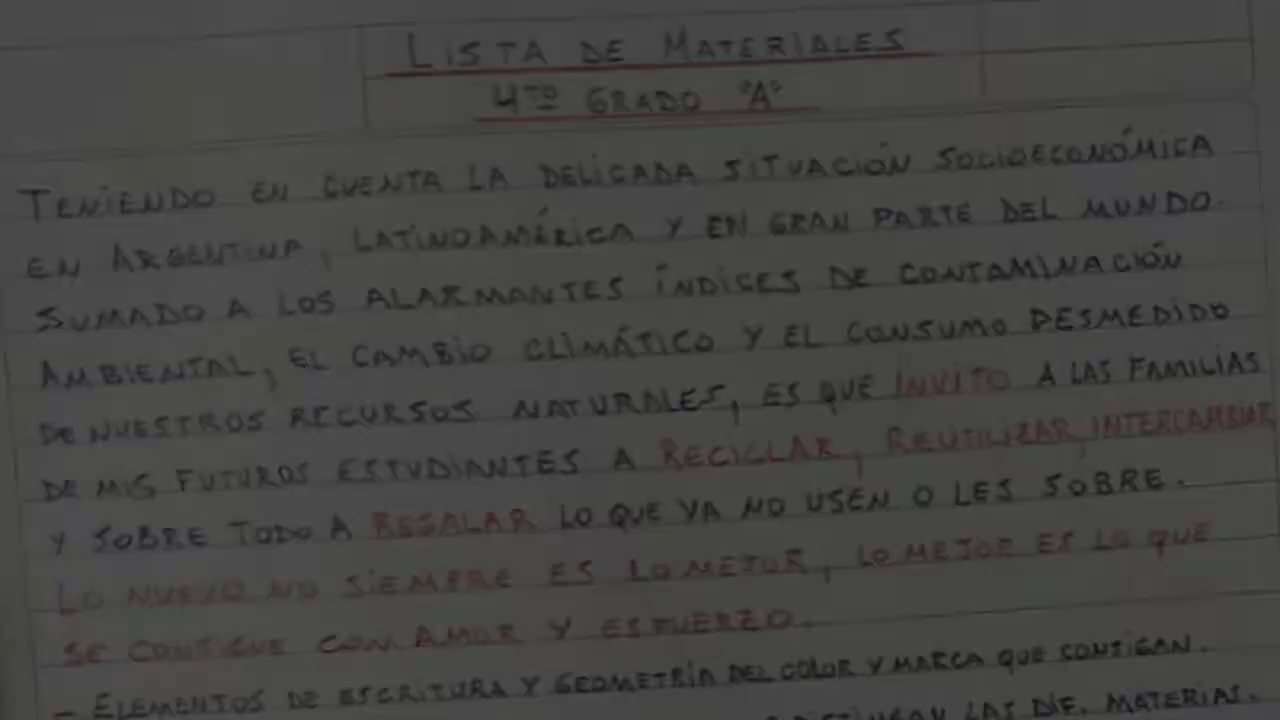 LISTA DE MATERIALES
4TO GRADO "A"
TENIENDO EN CUENTA LA DELICADA SITUACIÓN SOCIOECONÓMICA
EN ARGENTINA, LATINOAMÉRICA Y EN GRAN PARTE DEL MUNDO.
SUMADO A LOS ALARMANTES ÍNDICES DE CONTAMINACIÓN
AMBIENTAL, EL CAMBIO CLIMÁTICO Y EL CONSUMO DESMEDIDO
DE NUESTROS RECURSOS NATURALES, ES QUE INVITO A LAS FAMILIAS
DE MIS FUTUROS ESTUDIANTES A RECICLAR, REUTILIZAR, INTERCAMBIAR
Y SOBRE TODO A REGALAR LO QUE YA NO USEN O LES SOBRE.
LO NUEVO NO SIEMPRE ES LO MEJOR, LO MEJOR ES LO QUE
SE CONSIGUE CON AMOR Y ESFUERZO.
- ELEMENTOS DE ESCRITURA Y GEOMETRÍA DEL COLOR Y MARCA QUE CONSIGAN.
LAS DIF. MATERIAS.